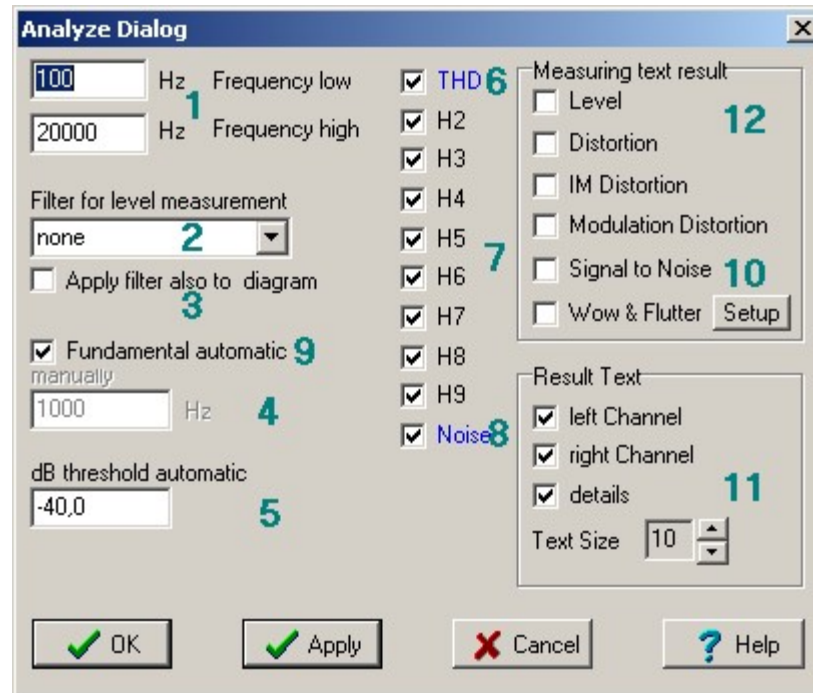 Analyze Dialog
100 Hz Frequency low
1
20000 Hz Frequency high
Filter for level measurement
none 2
Apply filter also to diagram
3
Fundamental automatic 9
manually
1000 Hz 4
dB threshold automatic
-40,0 5
THD 6
H2
H3
H4
H5
7
H6
H7
H8
H9
Noise 8
Measuring text result
Level 12
Distortion
IM Distortion
Modulation Distortion
Signal to Noise 10
Wow & Flutter Setup
Result Text
left Channel
right Channel
details 11
Text Size 10
OK Apply Cancel Help